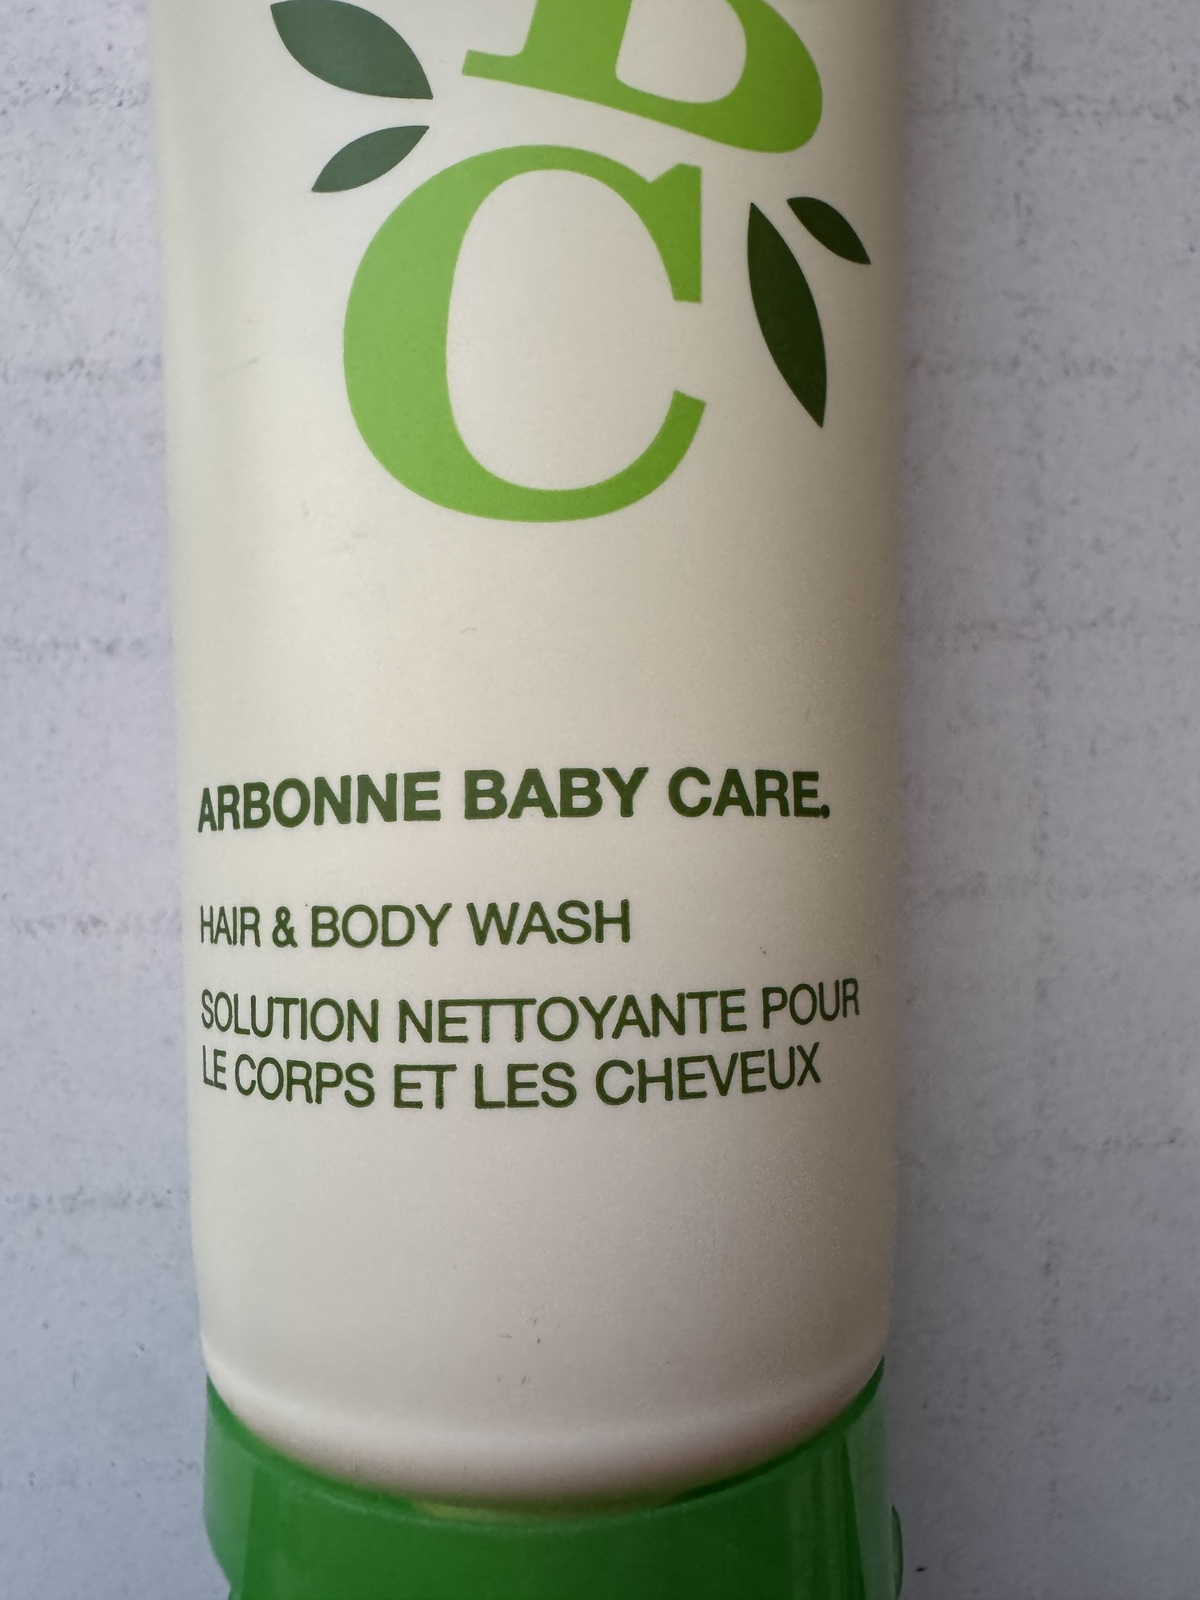 B
C
ARBONNE BABY CARE.
HAIR & BODY WASH
SOLUTION NETTOYANTE POUR
LE CORPS ET LES CHEVEUX